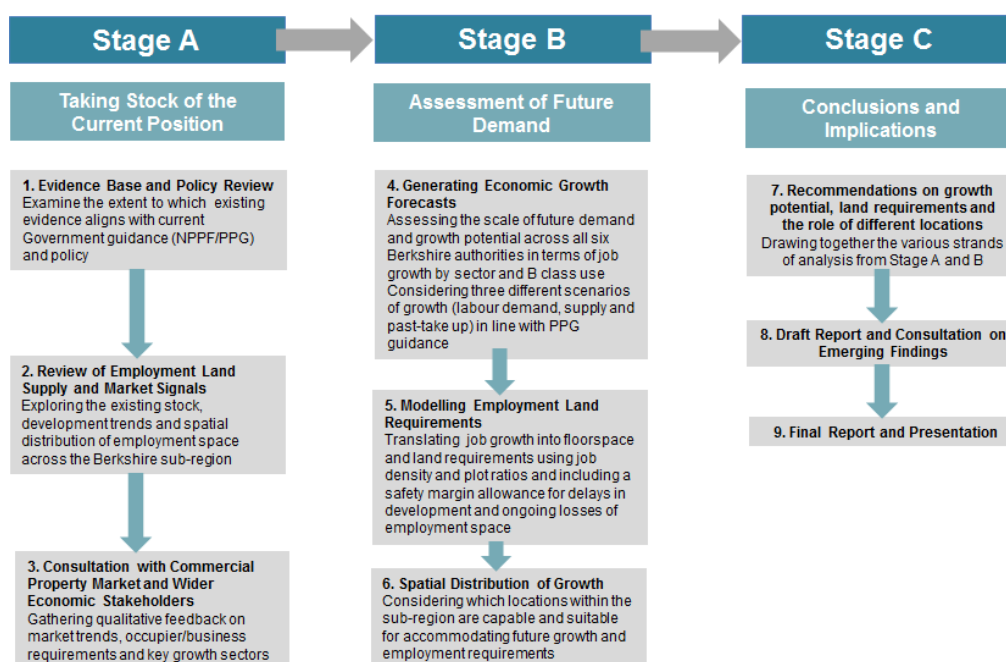 Stage A
Taking Stock of the
Current Position
1. Evidence Base and Policy Review
Examine the extent to which existing
evidence aligns with current
Government guidance (NPPF/PPG)
and policy
2. Review of Employment Land
Supply and Market Signals
Exploring the existing stock,
development trends and spatial
distribution of employment space
across the Berkshire sub-region
3. Consultation with Commercial
Property Market and Wider
Economic Stakeholders
Gathering qualitative feedback on
market trends, occupier/business
requirements and key growth sectors
Stage B
Assessment of Future
Demand
4. Generating Economic Growth
Forecasts
Assessing the scale of future demand
and growth potential across all six
Berkshire authorities in terms of job
growth by sector and B class use
Considering three different scenarios
of growth (labour demand, supply and
past-take up) in line with PPG
guidance
5. Modelling Employment Land
Requirements
Translating job growth into floorspace
and land requirements using job
density and plot ratios and including a
safety margin allowance for delays in
development and ongoing losses of
employment space
6. Spatial Distribution of Growth
Considering which locations within the
sub-region are capable and suitable
for accommodating future growth and
employment requirements
Stage C
Conclusions and
Implications
7. Recommendations on growth
potential, land requirements and
the role of different locations
Drawing together the various strands
of analysis from Stage A and B
8. Draft Report and Consultation on
Emerging Findings
9. Final Report and Presentation